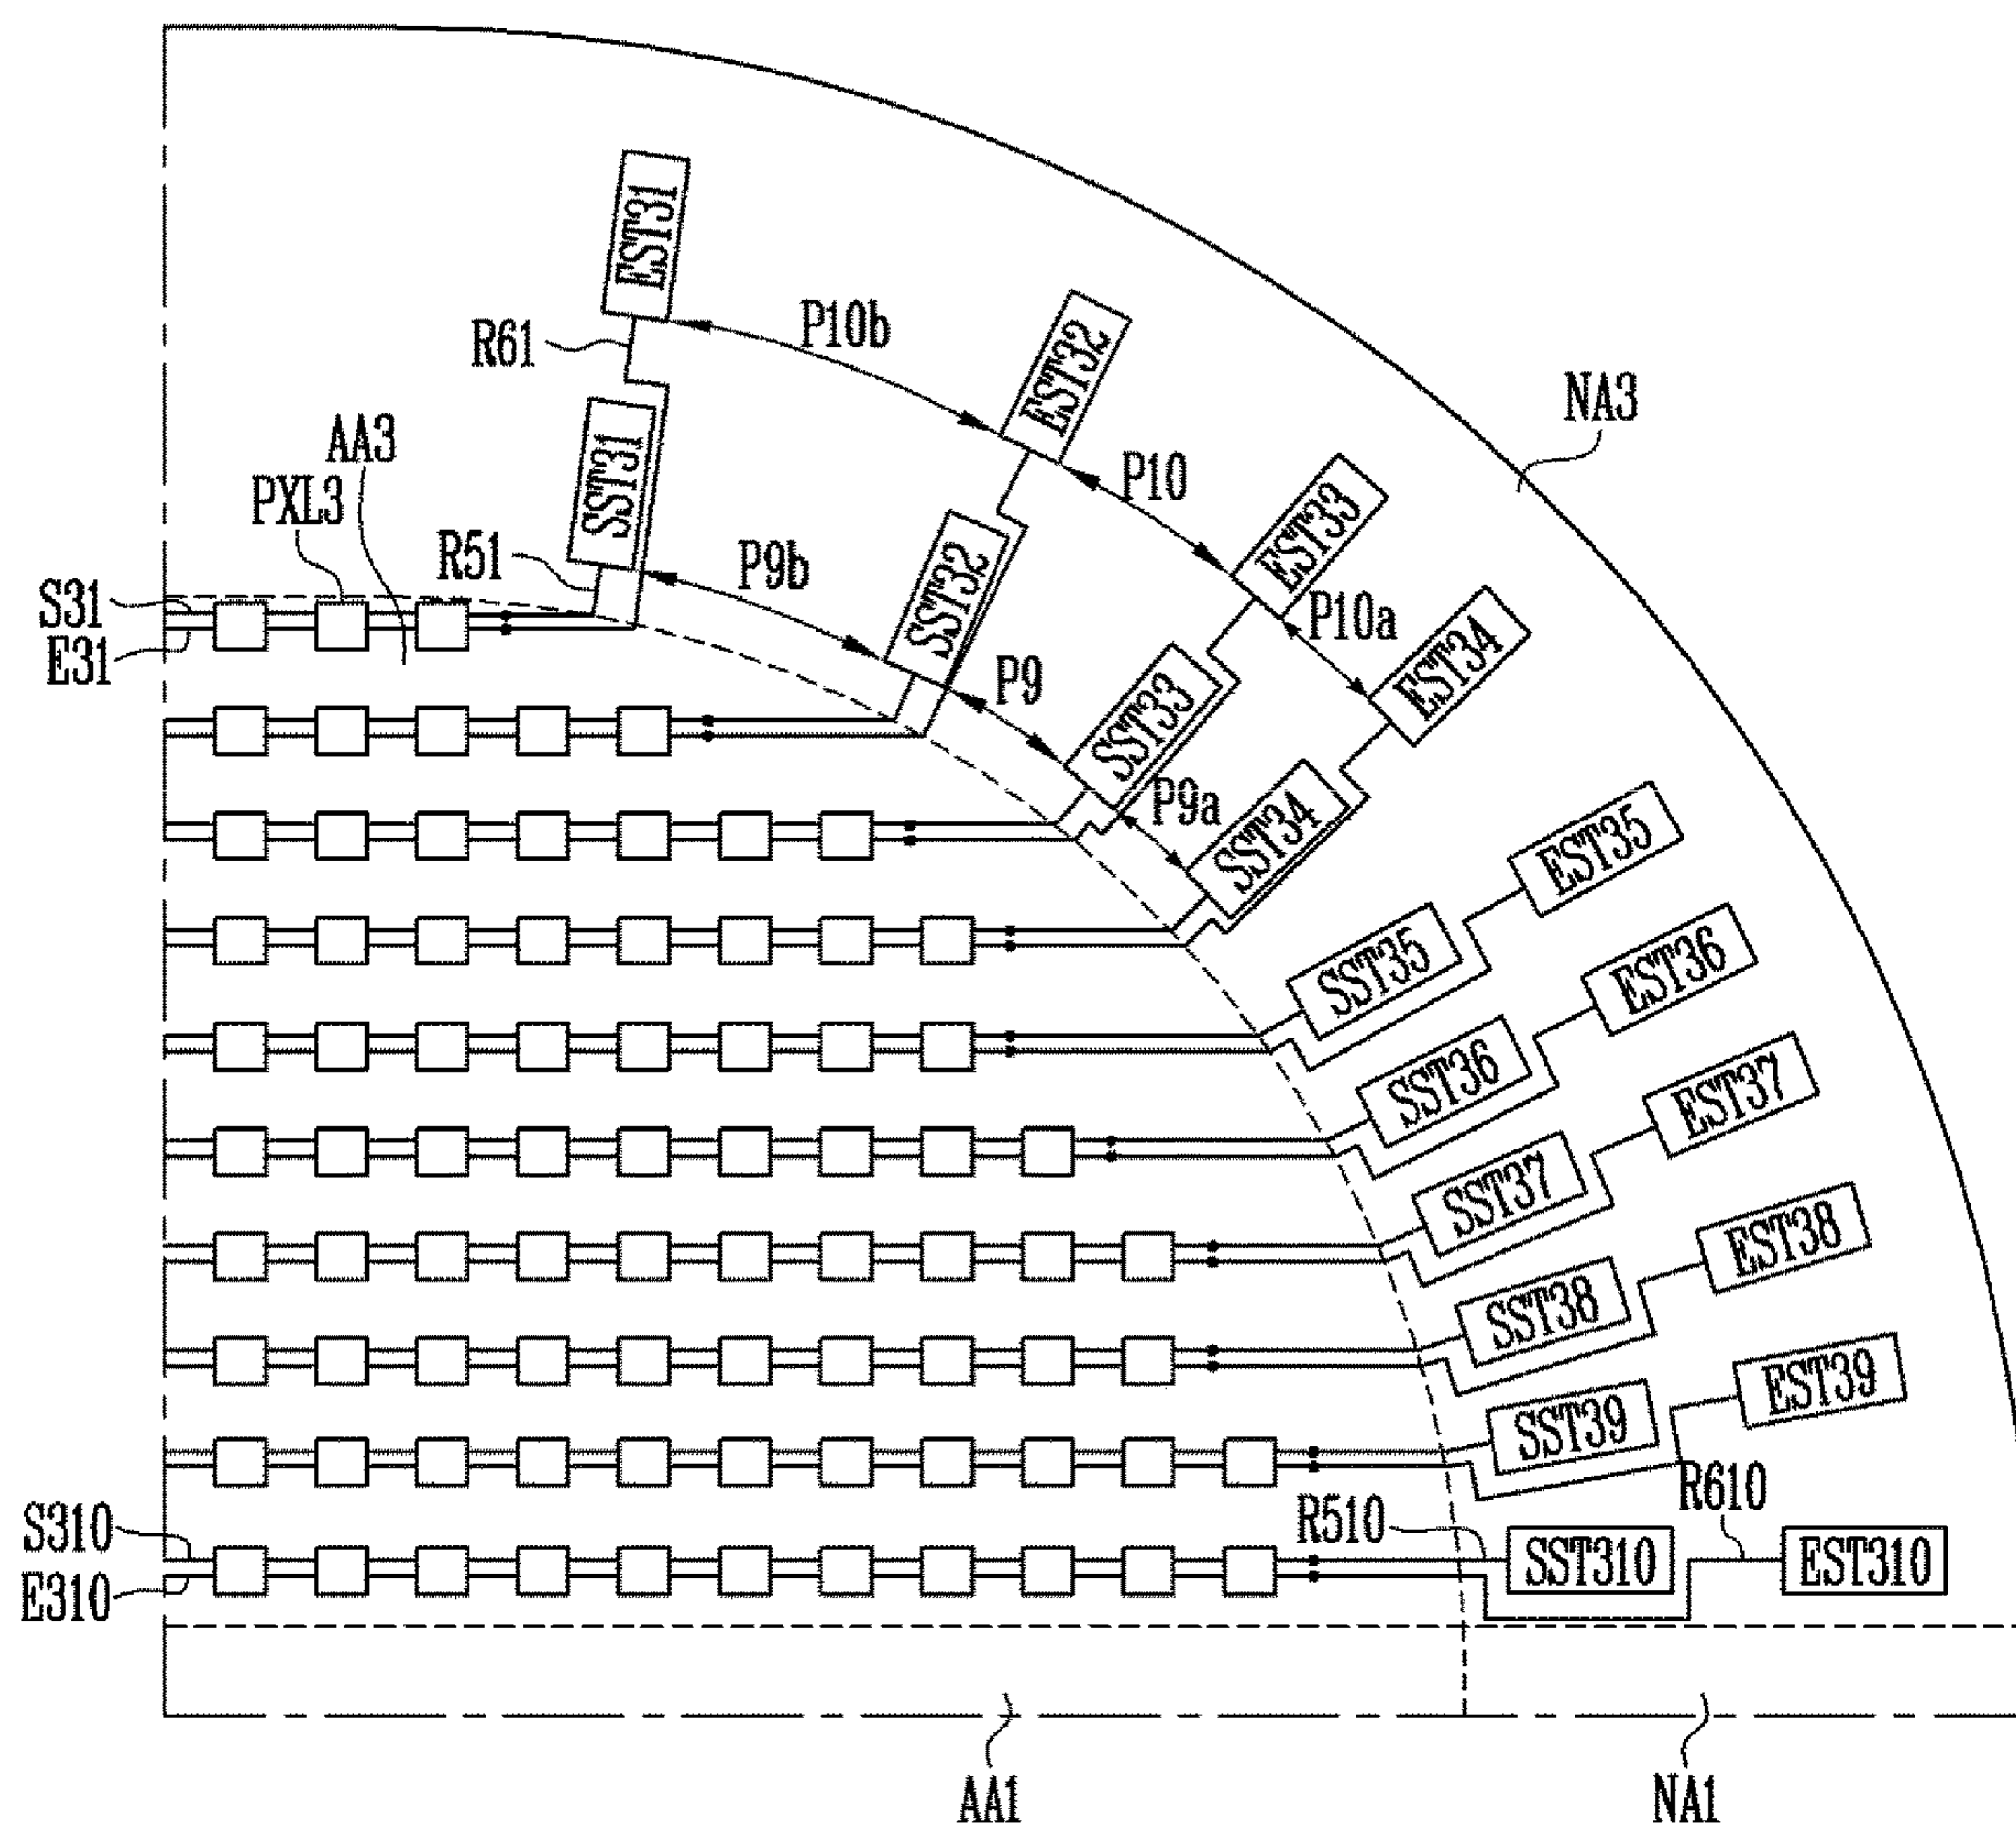 EST31
P10b
R61
EST32
NA3
AA3
P10
PXL3
EST33
SST31
R51
P9b
SST32
P10a
S31
E31
P9
EST34
SST33
P9a
SST34
EST35
SST35
EST36
SST36
EST37
SST37
EST38
SST38
EST39
SST39
R610
S310
R510
SST310
EST310
E310
AA1
NA1